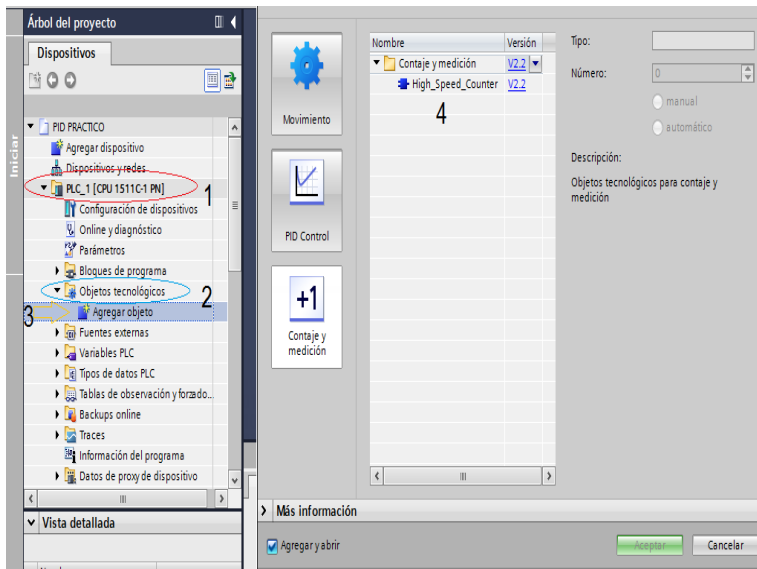 Árbol del proyecto
Dispositivos
Iniciar
PID PRACTICO
Agregar dispositivo
Dispositivos y redes
PLC_1 [CPU 1511C-1 PN]
1
Configuración de dispositivos
Online y diagnóstico
Parámetros
Bloques de programa
Objetos tecnológicos
2
3
Agregar objeto
Fuentes externas
Variables PLC
Tipos de datos PLC
Tablas de observación y forzado...
Backups online
Traces
Información del programa
Datos de proxy de dispositivo
Vista detallada
Movimiento
PID Control
+1
Contaje y
medición
Nombre Versión
Contaje y medición V2.2
High_Speed_Counter V2.2
4
Tipo:
Número: 0
manual
automático
Descripción:
Objetos tecnológicos para contaje y
medición
Más información
Agregar y abrir
Aceptar Cancelar